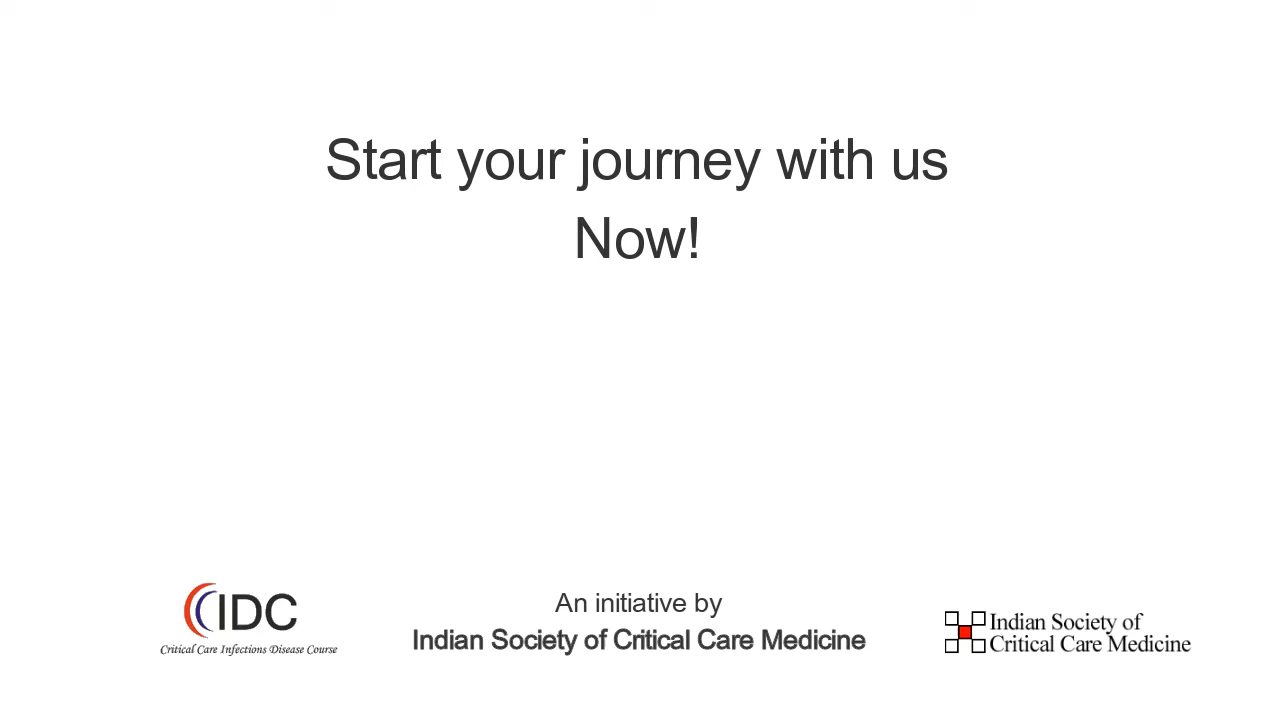 Start your journey with us
Now!
CIDC
Critical Care Infections Disease Course
An initiative by
Indian Society of Critical Care Medicine
Indian Society of
Critical Care Medicine